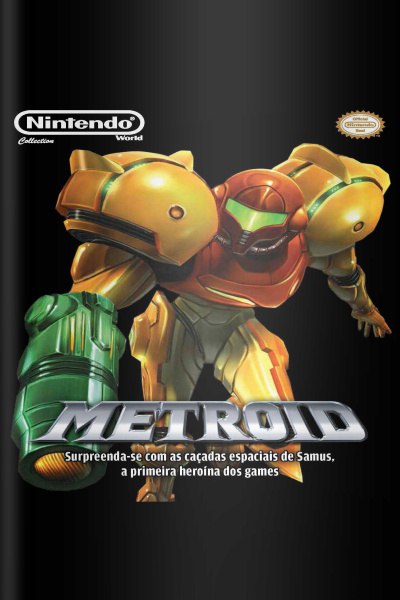 Nintendo®
World
Collection
Official
Nintendo
Seal
METROID
Surpreenda-se com as caçadas espaciais de Samus,
a primeira heroína dos games